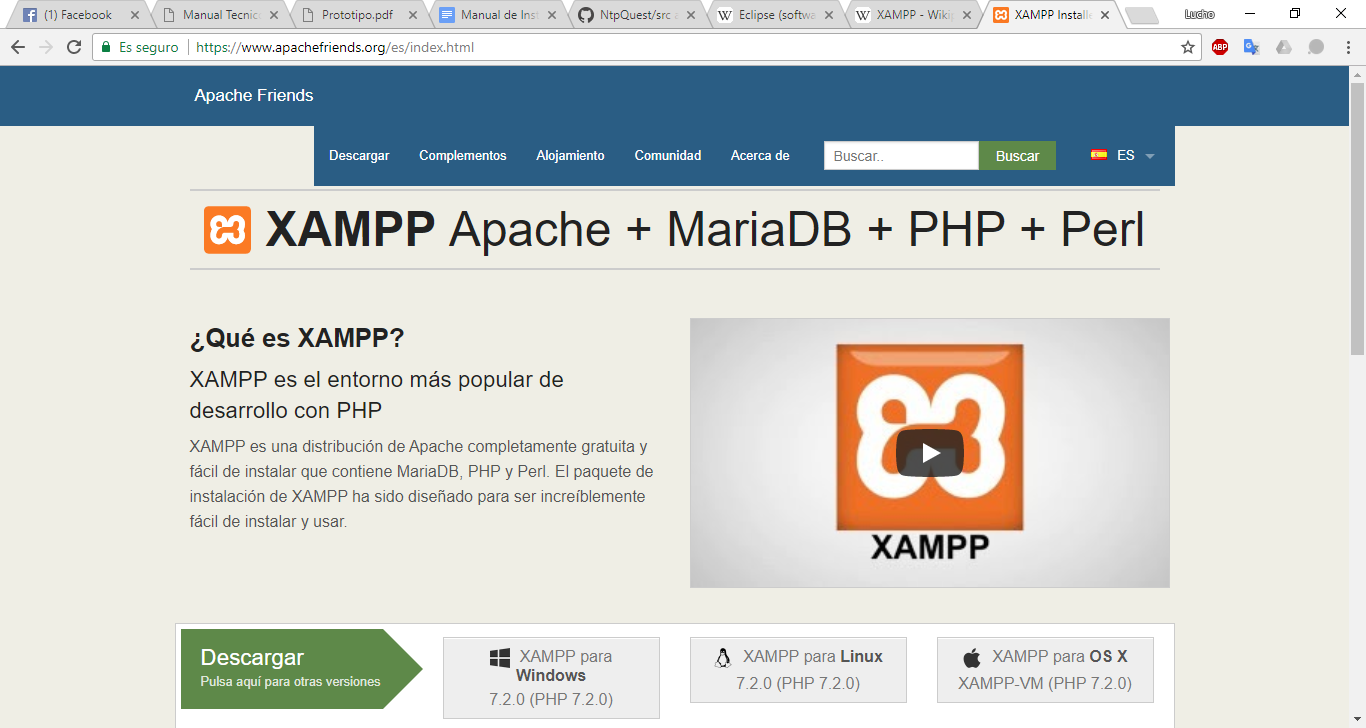 (1) Facebook
Manual Tecnico
Prototipo.pdf
Manual de Inst
NtpQuest/src
Eclipse (softwa
XAMPP - Wikip
XAMPP Installe
Lucho
Es seguro
https://www.apachefriends.org/es/index.html
ABP
Apache Friends
Descargar
Complementos
Alojamiento
Comunidad
Acerca de
Buscar..
Buscar
ES
XAMPP Apache + MariaDB + PHP + Perl
¿Qué es XAMPP?
XAMPP es el entorno más popular de
desarrollo con PHP
XAMPP es una distribución de Apache completamente gratuita y
fácil de instalar que contiene MariaDB, PHP y Perl. El paquete de
instalación de XAMPP ha sido diseñado para ser increíblemente
fácil de instalar y usar.
XAMPP
Descargar
Pulsa aquí para otras versiones
XAMPP para
Windows
7.2.0 (PHP 7.2.0)
XAMPP para Linux
7.2.0 (PHP 7.2.0)
XAMPP para OS X
XAMPP-VM (PHP 7.2.0)